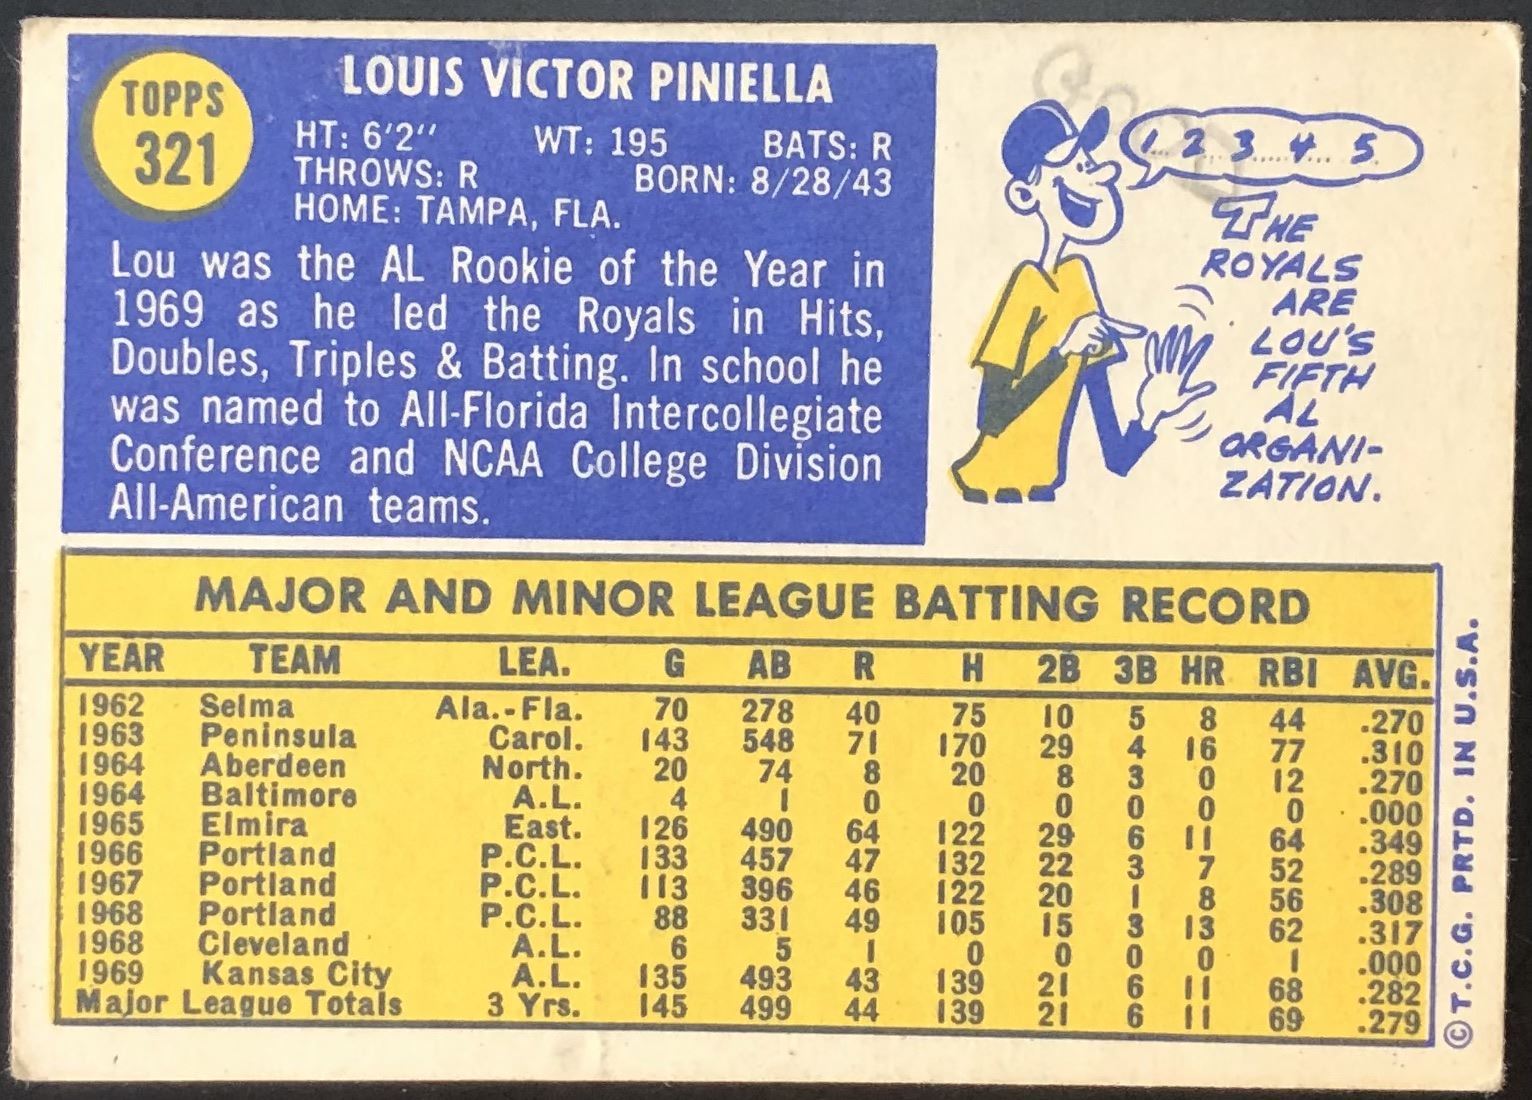 TOPPS
321
LOUIS VICTOR PINIELLA
HT: 6'2" WT: 195 BATS: R
THROWS: R BORN: 8/28/43
HOME: TAMPA, FLA.
Lou was the AL Rookie of the Year in
1969 as he led the Royals in Hits,
Doubles, Triples & Batting. In school he
was named to All-Florida Intercollegiate
Conference and NCAA College Division
All-American teams.
GOOD
1 2 3 4 5
THE
ROYALS
ARE
LOU'S
FIFTH
AL
ORGANI-
ZATION.
MAJOR AND MINOR LEAGUE BATTING RECORD
YEAR TEAM LEA. G AB R H 2B 3B HR RBI AVG.
1962 Selma Ala.-Fla. 70 278 40 75 10 5 8 44 .270
1963 Peninsula Carol. 143 548 71 170 29 4 16 77 .310
1964 Aberdeen North. 20 74 8 20 8 3 0 12 .270
1964 Baltimore A.L. 4 1 0 0 0 0 0 0 .000
1965 Elmira East. 126 490 64 122 29 6 11 64 .349
1966 Portland P.C.L. 133 457 47 132 22 3 7 52 .289
1967 Portland P.C.L. 113 396 46 122 20 1 8 56 .308
1968 Portland P.C.L. 88 331 49 105 15 3 13 62 .317
1968 Cleveland A.L. 6 5 1 0 0 0 0 1 .000
1969 Kansas City A.L. 135 493 43 139 21 6 11 68 .282
Major League Totals 3 Yrs. 145 499 44 139 21 6 11 69 .279
© T.C.G. PRTD. IN U.S.A.